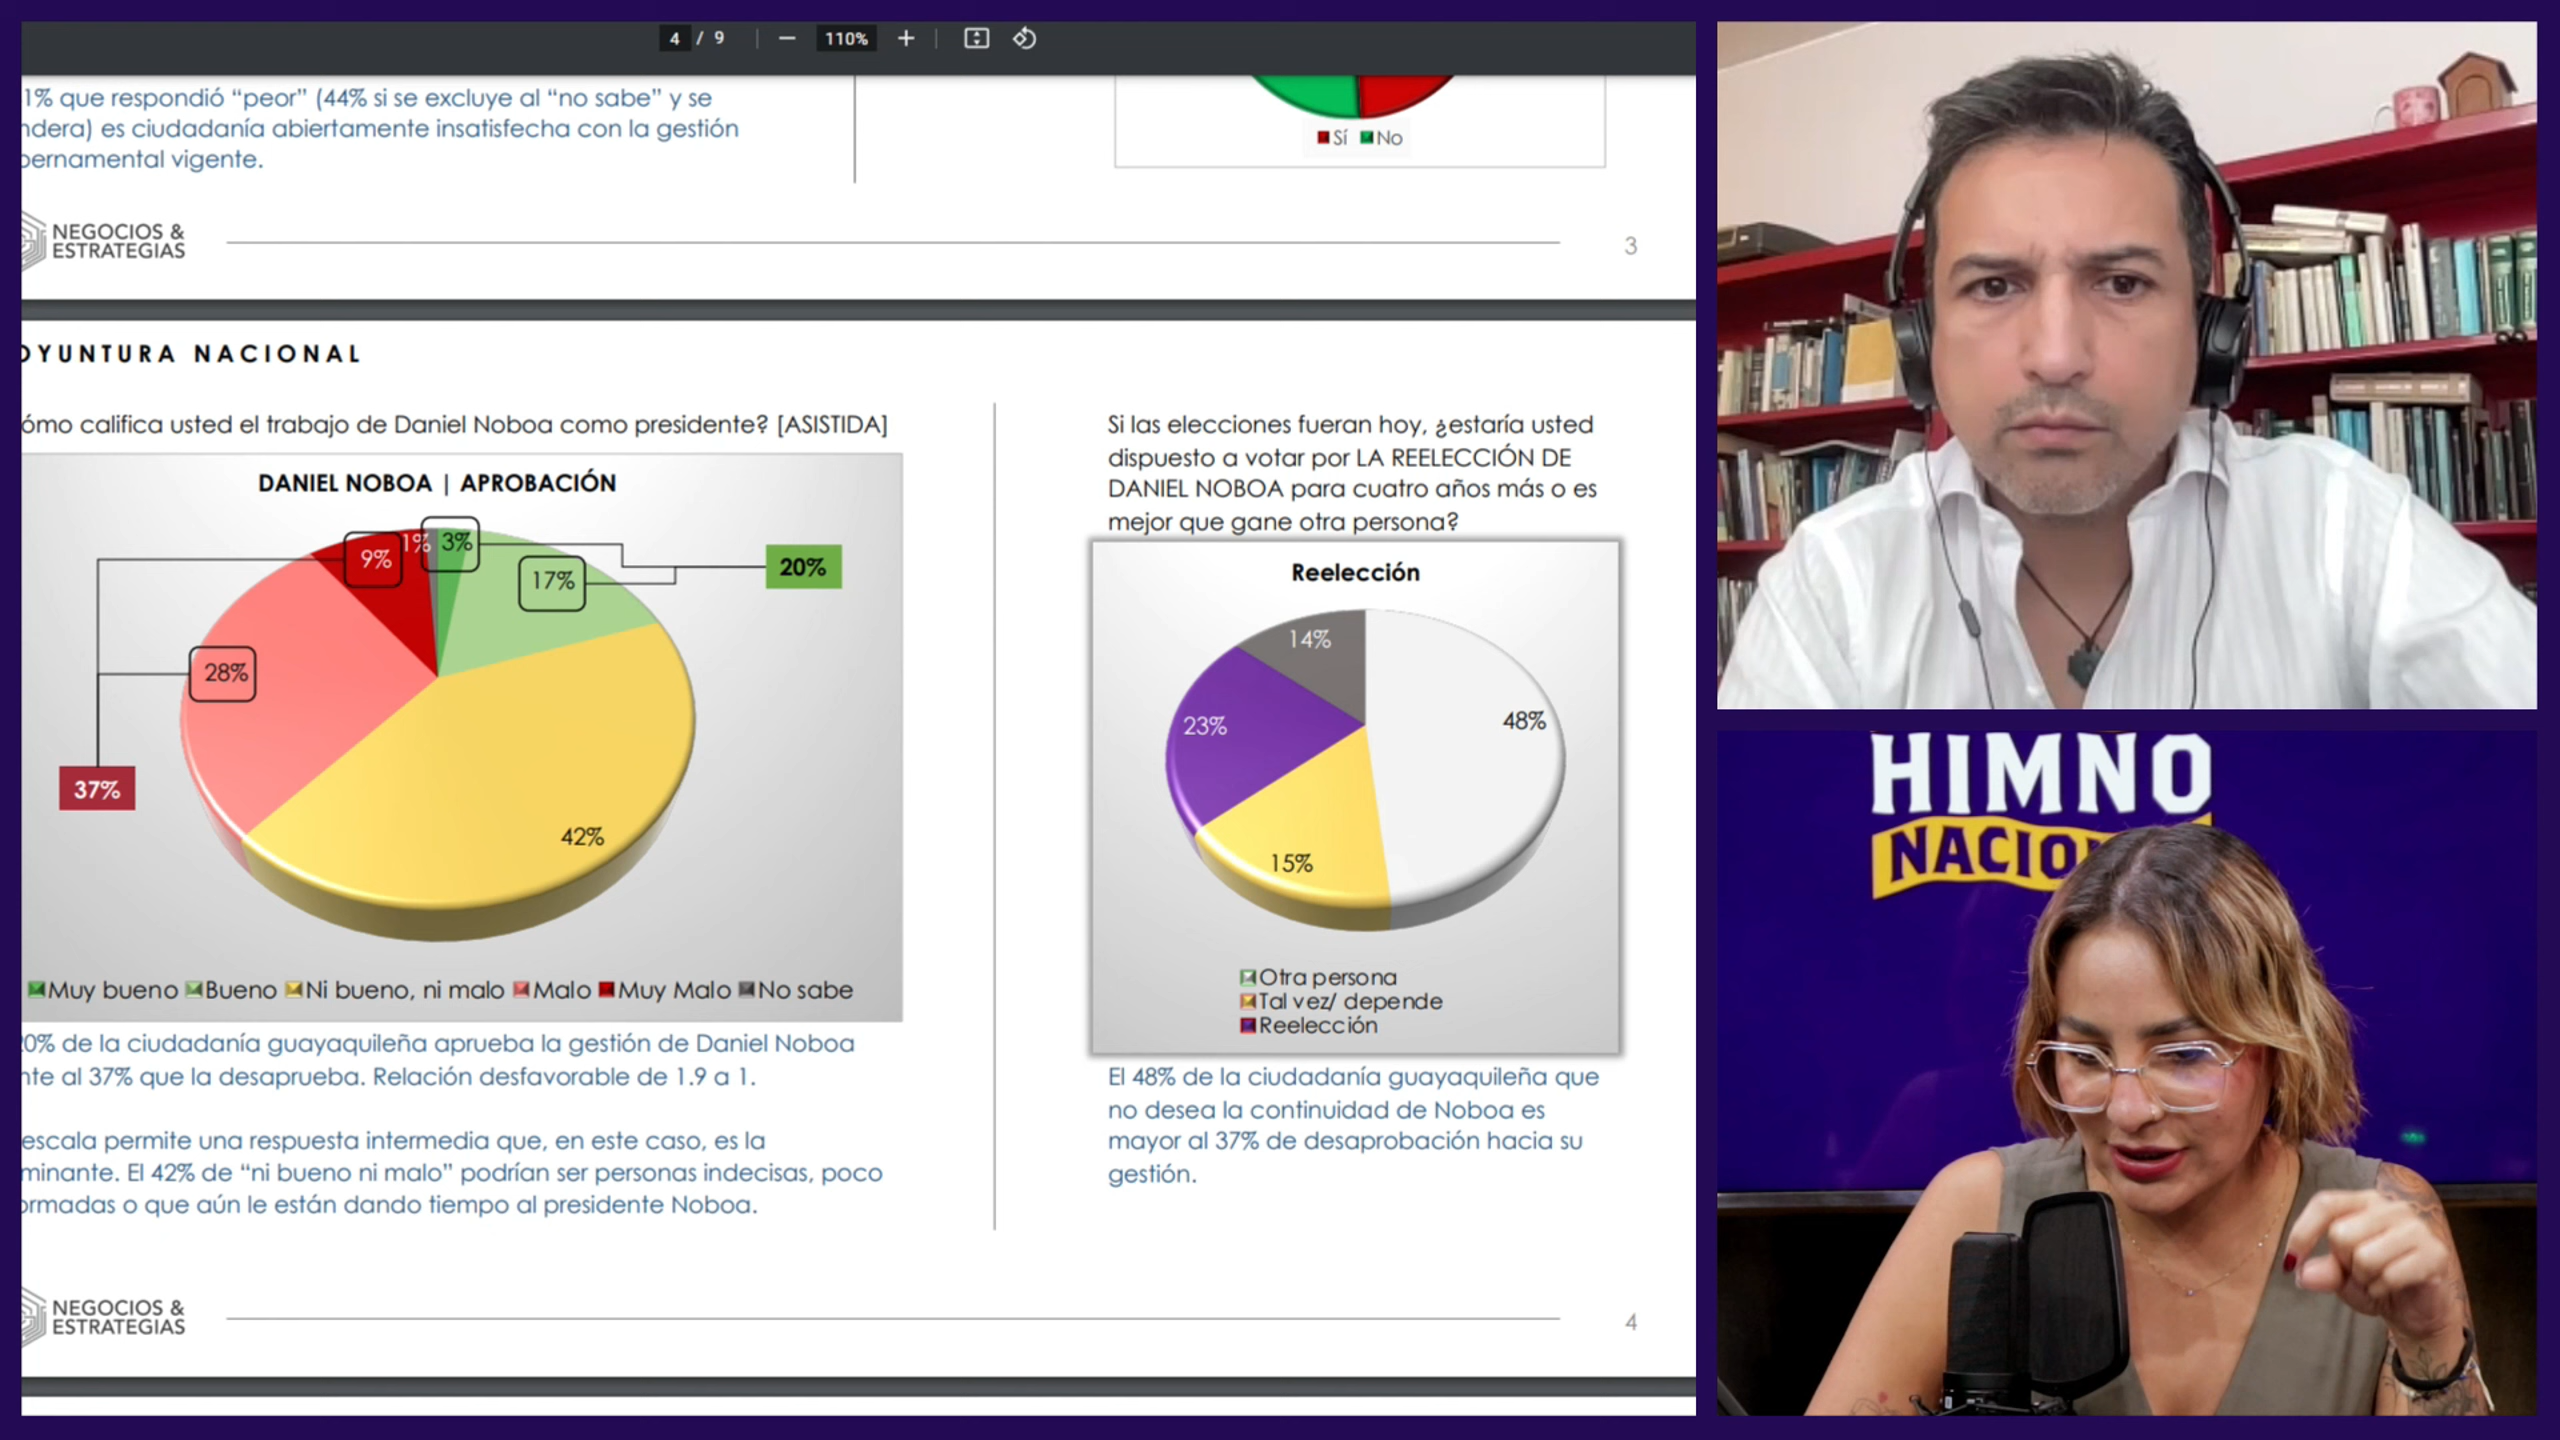 4 / 9 110%
1% que respondió “peor” (44% si se excluye al “no sabe” y se
ndera) es ciudadanía abiertamente insatisfecha con la gestión
bernamental vigente.
Sí No
NEGOCIOS &
ESTRATEGIAS
3
OYUNTURA NACIONAL
ómo califica usted el trabajo de Daniel Noboa como presidente? [ASISTIDA]
DANIEL NOBOA | APROBACIÓN
9%
1%
3%
17%
20%
28%
37%
42%
Muy bueno Bueno Ni bueno, ni malo Malo Muy Malo No sabe
20% de la ciudadanía guayaquileña aprueba la gestión de Daniel Noboa
nte al 37% que la desaprueba. Relación desfavorable de 1.9 a 1.
escala permite una respuesta intermedia que, en este caso, es la
minante. El 42% de “ni bueno ni malo” podrían ser personas indecisas, poco
ormadas o que aún le están dando tiempo al presidente Noboa.
Si las elecciones fueran hoy, ¿estaría usted
dispuesto a votar por LA REELECCIÓN DE
DANIEL NOBOA para cuatro años más o es
mejor que gane otra persona?
Reelección
14%
23%
48%
15%
Otra persona
Tal vez/ depende
Reelección
El 48% de la ciudadanía guayaquileña que
no desea la continuidad de Noboa es
mayor al 37% de desaprobación hacia su
gestión.
NEGOCIOS &
ESTRATEGIAS
4
HIMNO
NACIO